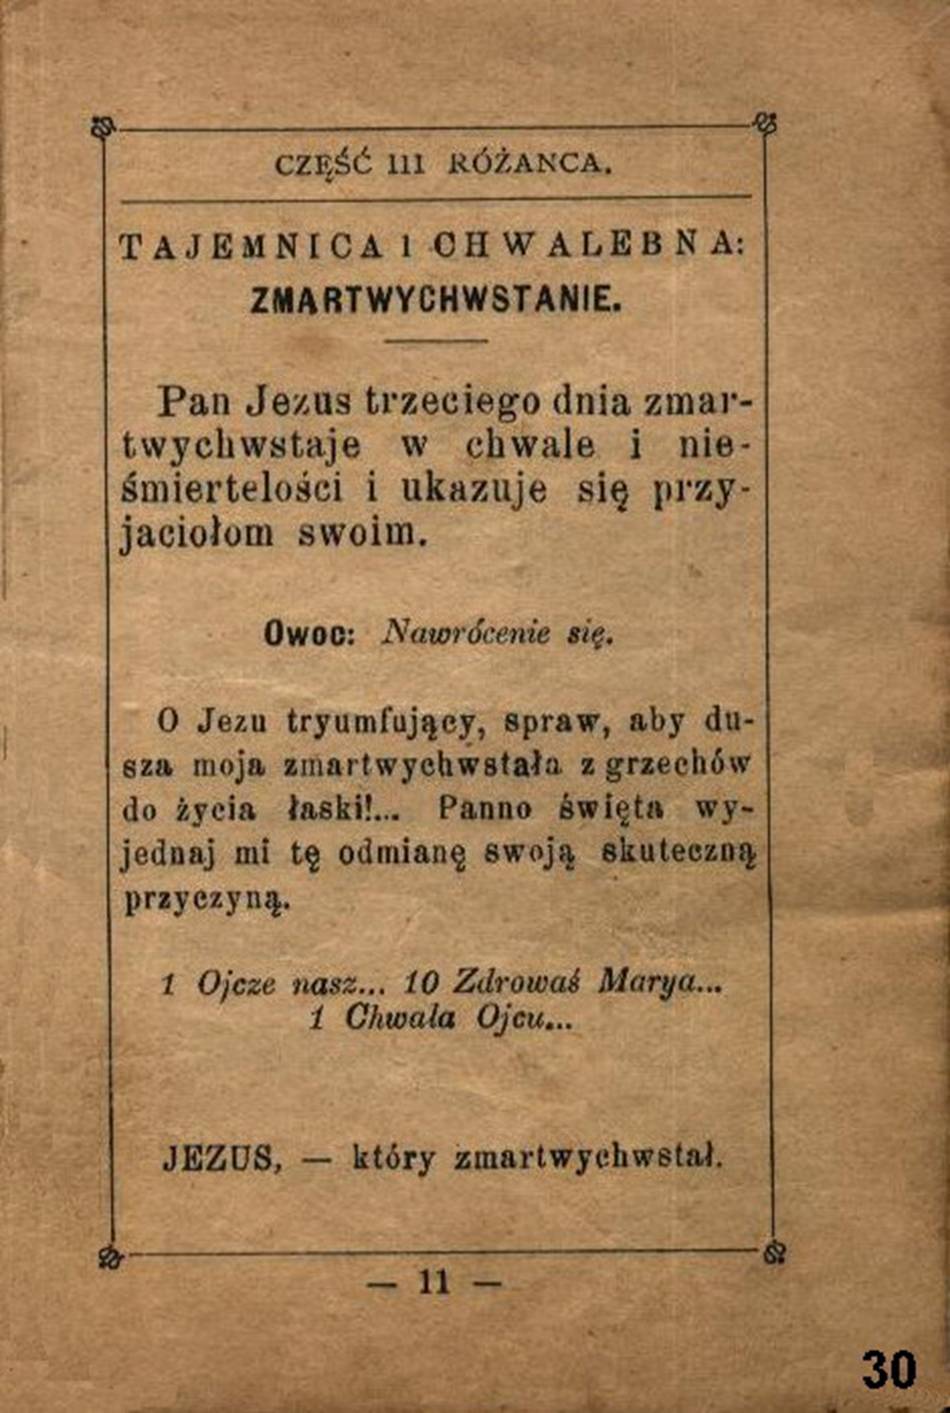 CZĘŚĆ III RÓŻANCA.
TAJEMNICA I CHWALEBNA:
ZMARTWYCHWSTANIE.
Pan Jezus trzeciego dnia zmar-
twychwstaje w chwale i nie-
śmiertelości i ukazuje się przy-
jaciołom swoim.
Owoc: Nawrócenie się.
O Jezu tryumfujący, spraw, aby du-
sza moja zmartwychwstała z grzechów
do życia łaski!... Panno święta wy-
jednaj mi tę odmianę swoją skuteczną
przyczyną.
1 Ojcze nasz... 10 Zdrowaś Marya...
1 Chwała Ojcu...
JEZUS, — który zmartwychwstał.
— 11 —
30